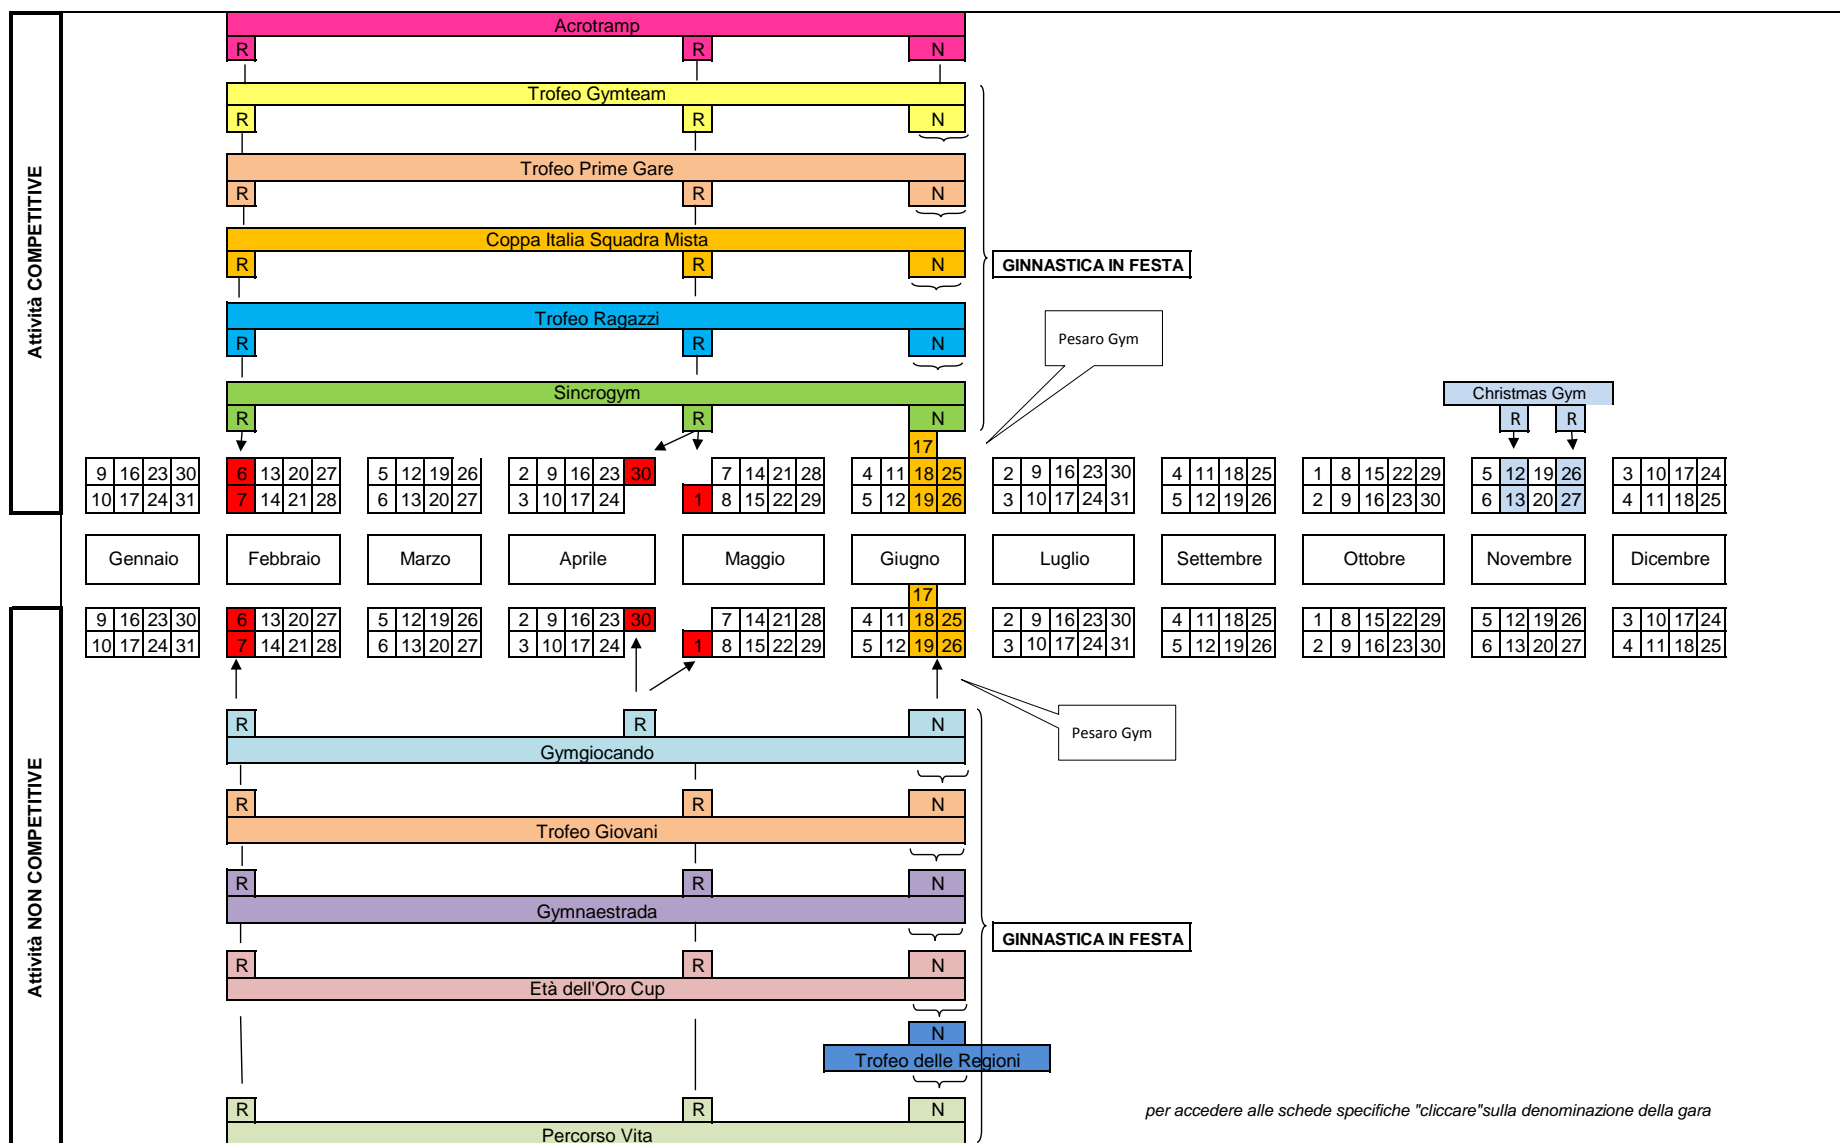 Attività COMPETITIVE
Acrotramp
R R N
Trofeo Gymteam
R R N
Trofeo Prime Gare
R R N
Coppa Italia Squadra Mista
R R N
GINNASTICA IN FESTA
Trofeo Ragazzi
R R N
Pesaro Gym
Sincrogym
R R N
Christmas Gym
R R
17
9 16 23 30 6 13 20 27 5 12 19 26 2 9 16 23 30 7 14 21 28 4 11 18 25 2 9 16 23 30 4 11 18 25 1 8 15 22 29 5 12 19 26 3 10 17 24
10 17 24 31 7 14 21 28 6 13 20 27 3 10 17 24 1 8 15 22 29 5 12 19 26 3 10 17 24 31 5 12 19 26 2 9 16 23 30 6 13 20 27 4 11 18 25
Gennaio Febbraio Marzo Aprile Maggio Giugno Luglio Settembre Ottobre Novembre Dicembre
Attività NON COMPETITIVE
17
9 16 23 30 6 13 20 27 5 12 19 26 2 9 16 23 30 7 14 21 28 4 11 18 25 2 9 16 23 30 4 11 18 25 1 8 15 22 29 5 12 19 26 3 10 17 24
10 17 24 31 7 14 21 28 6 13 20 27 3 10 17 24 1 8 15 22 29 5 12 19 26 3 10 17 24 31 5 12 19 26 2 9 16 23 30 6 13 20 27 4 11 18 25
R R N
Gymgiocando
Pesaro Gym
R R N
Trofeo Giovani
R R N
Gymnaestrada
GINNASTICA IN FESTA
R R N
Età dell'Oro Cup
N
Trofeo delle Regioni
R R N
Percorso Vita
per accedere alle schede specifiche "cliccare"sulla denominazione della gara